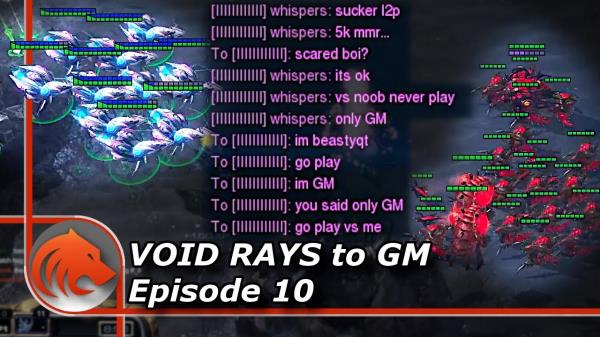 [IIIIIIIIIIII] whispers: sucker l2p
[IIIIIIIIIIII] whispers: 5k mmr...
To [IIIIIIIIIIII]: scared boi?
[IIIIIIIIIIII] whispers: its ok
[IIIIIIIIIIII] whispers: vs noob never play
[IIIIIIIIIIII] whispers: only GM
To [IIIIIIIIIIII]: im beastyqt
To [IIIIIIIIIIII]: go play
To [IIIIIIIIIIII]: im GM
To [IIIIIIIIIIII]: you said only GM
To [IIIIIIIIIIII]: go play vs me
VOID RAYS to GM
Episode 10